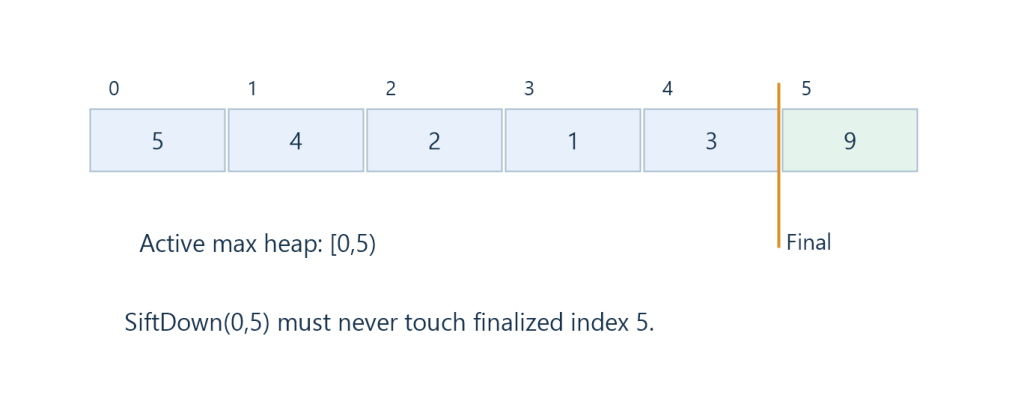 0 1 2 3 4 5
5 4 2 1 3 9
Active max heap: [0,5)
Final
SiftDown(0,5) must never touch finalized index 5.